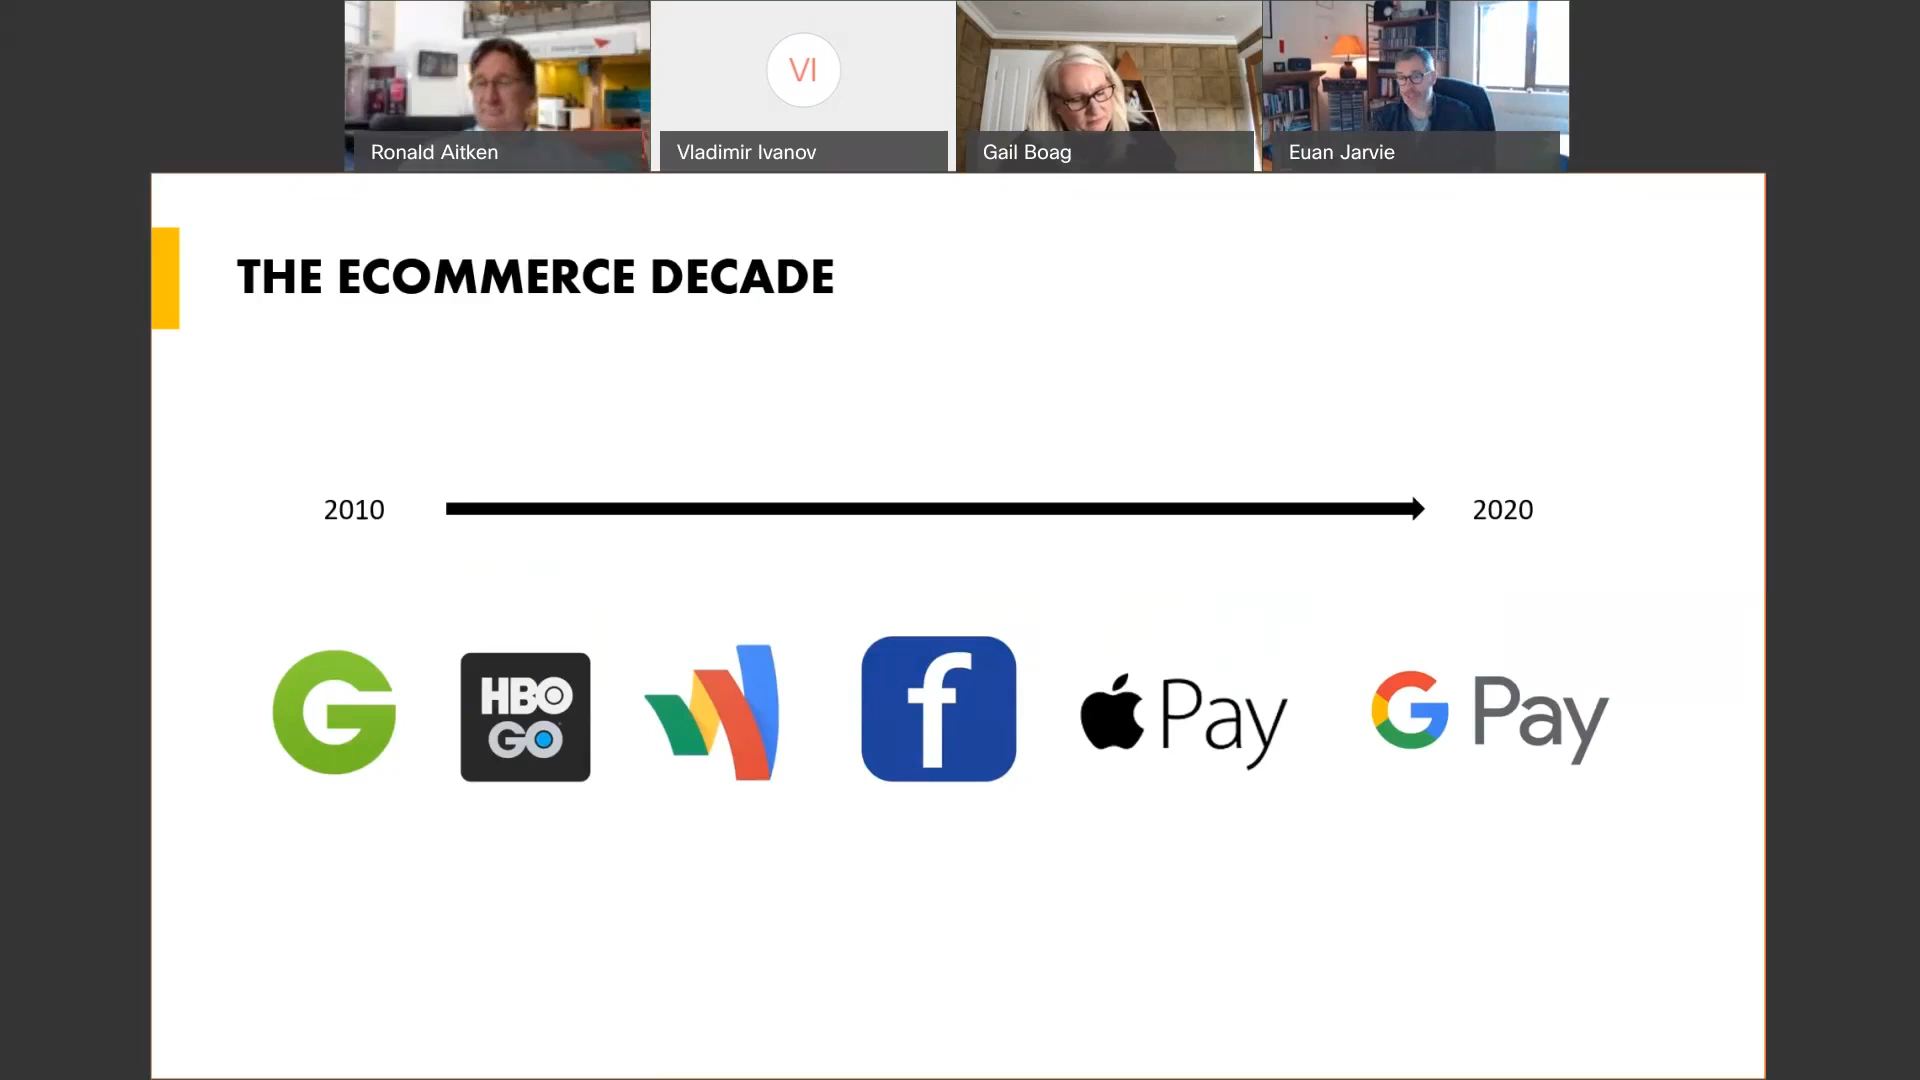 Ronald Aitken
VI
Vladimir Ivanov
Gail Boag
Euan Jarvie
THE ECOMMERCE DECADE
2010
2020
G
HBO
GO
f
Pay
G Pay